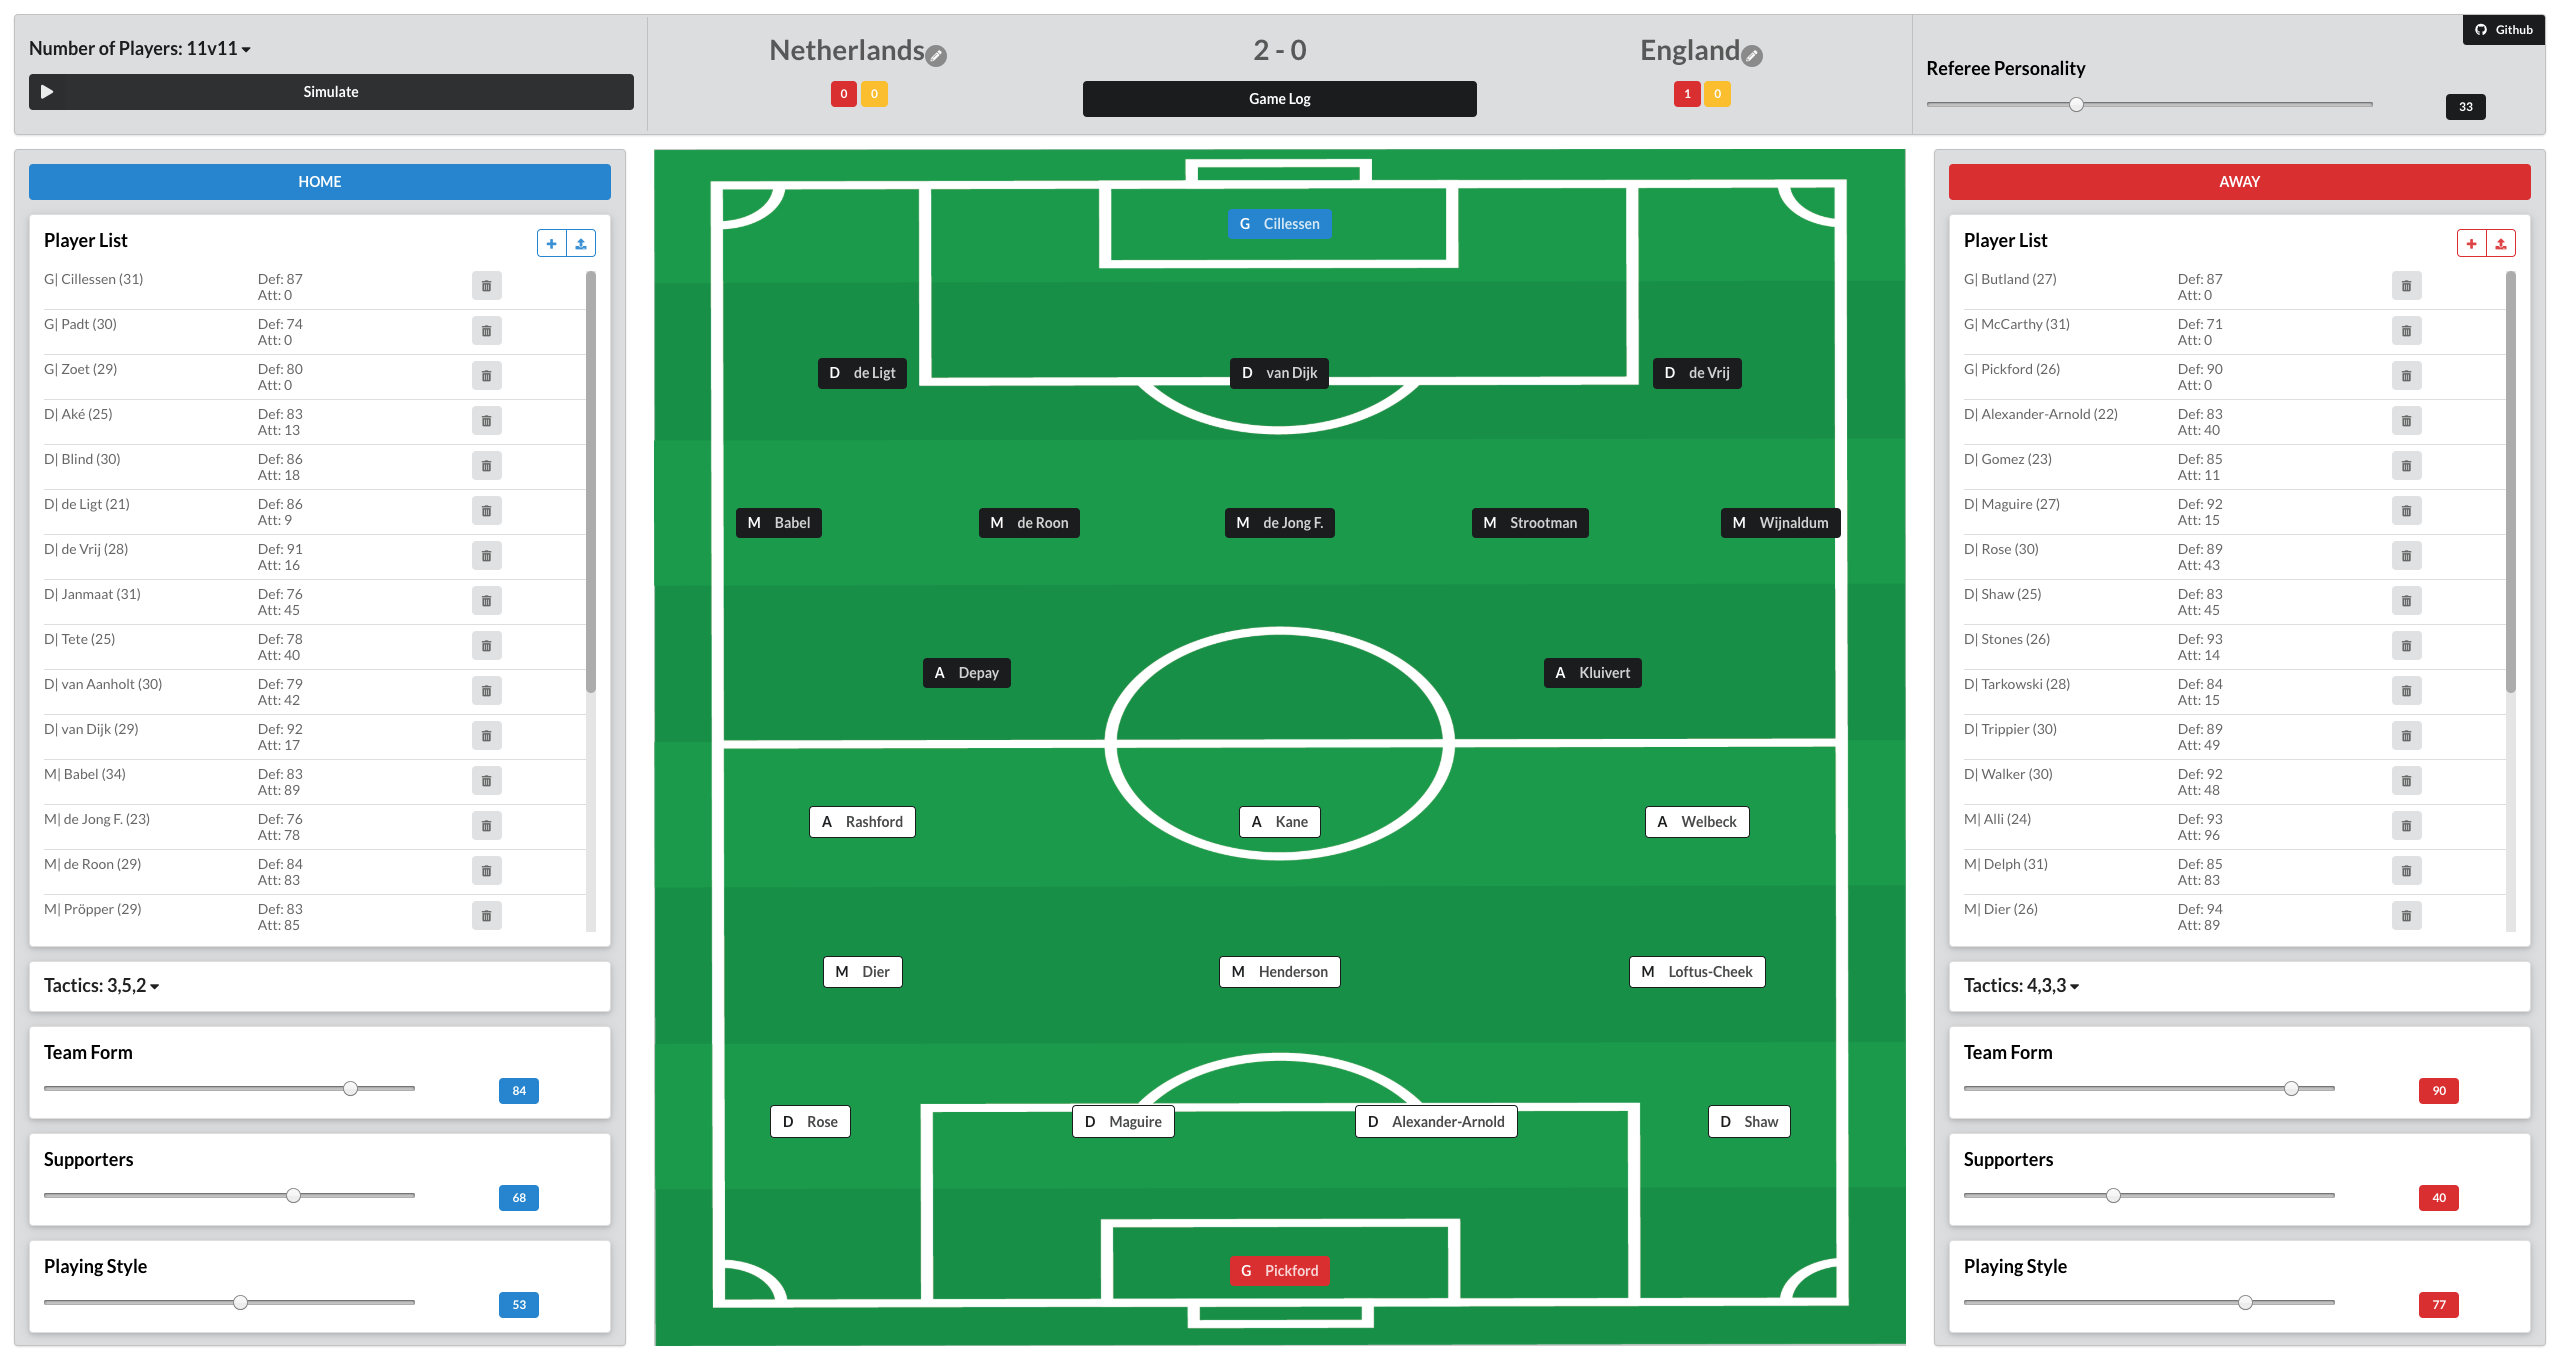 Number of Players: 11v11
Simulate
Netherlands
0 0
2 - 0
Game Log
England
1 0
Github
Referee Personality
33
HOME
Player List
G| Cillessen (31) Def: 87
Att: 0
G| Padt (30) Def: 74
Att: 0
G| Zoet (29) Def: 80
Att: 0
D| Aké (25) Def: 83
Att: 13
D| Blind (30) Def: 86
Att: 18
D| de Ligt (21) Def: 86
Att: 9
D| de Vrij (28) Def: 91
Att: 16
D| Janmaat (31) Def: 76
Att: 45
D| Tete (25) Def: 78
Att: 40
D| van Aanholt (30) Def: 79
Att: 42
D| van Dijk (29) Def: 92
Att: 17
M| Babel (34) Def: 83
Att: 89
M| de Jong F. (23) Def: 76
Att: 78
M| de Roon (29) Def: 84
Att: 83
M| Pröpper (29) Def: 83
Att: 85
Tactics: 3,5,2
Team Form
84
Supporters
68
Playing Style
53
G Cillessen
D de Ligt D van Dijk D de Vrij
M Babel M de Roon M de Jong F. M Strootman M Wijnaldum
A Depay A Kluivert
A Rashford A Kane A Welbeck
M Dier M Henderson M Loftus-Cheek
D Rose D Maguire D Alexander-Arnold D Shaw
G Pickford
AWAY
Player List
G| Butland (27) Def: 87
Att: 0
G| McCarthy (31) Def: 71
Att: 0
G| Pickford (26) Def: 90
Att: 0
D| Alexander-Arnold (22) Def: 83
Att: 40
D| Gomez (23) Def: 85
Att: 11
D| Maguire (27) Def: 92
Att: 15
D| Rose (30) Def: 89
Att: 43
D| Shaw (25) Def: 83
Att: 45
D| Stones (26) Def: 93
Att: 14
D| Tarkowski (28) Def: 84
Att: 15
D| Trippier (30) Def: 89
Att: 49
D| Walker (30) Def: 92
Att: 48
M| Alli (24) Def: 93
Att: 96
M| Delph (31) Def: 85
Att: 83
M| Dier (26) Def: 94
Att: 89
Tactics: 4,3,3
Team Form
90
Supporters
40
Playing Style
77